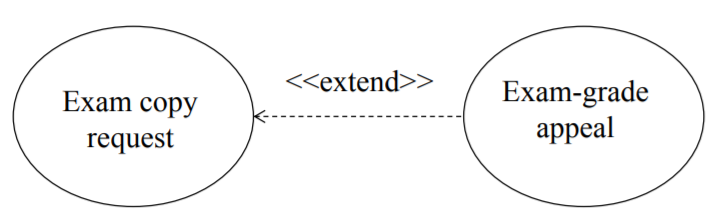 Exam copy
request
<<extend>>
Exam-grade
appeal